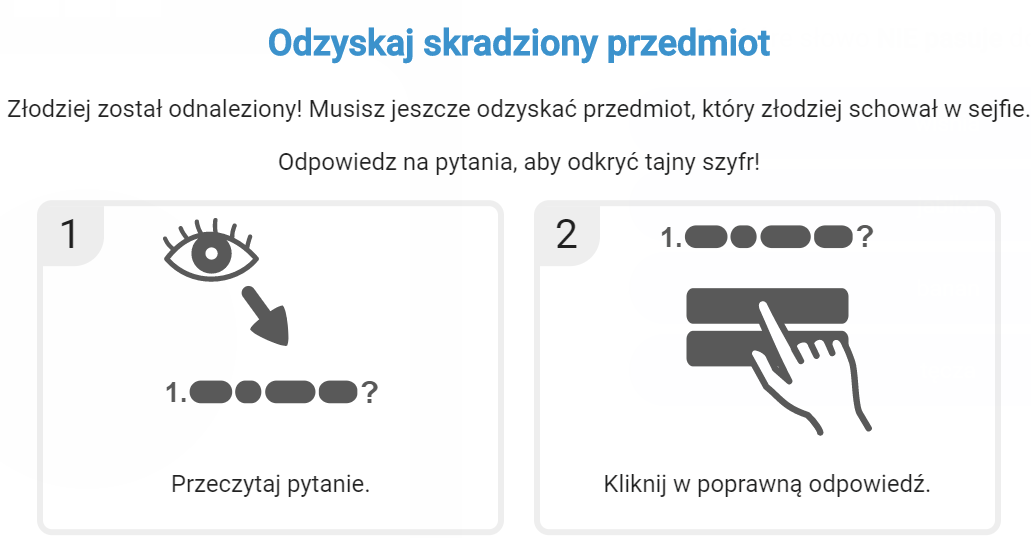 Odzyskaj skradziony przedmiot
Złodziej został odnaleziony! Musisz jeszcze odzyskać przedmiot, który złodziej schował w sejfie.
Odpowiedz na pytania, aby odkryć tajny szyfr!
1
1. ?
Przeczytaj pytanie.
2
1. ?
Kliknij w poprawną odpowiedź.